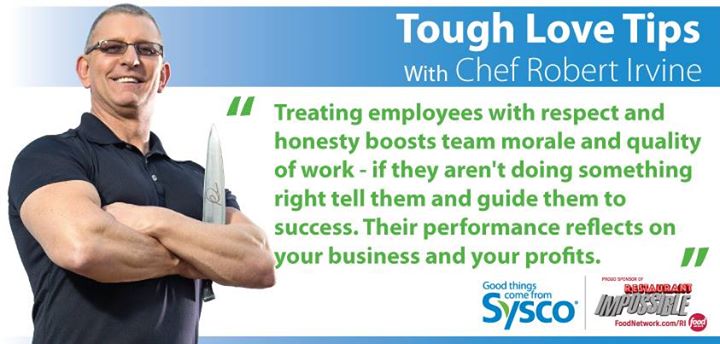 Tough Love Tips
With Chef Robert Irvine
“ Treating employees with respect and
honesty boosts team morale and quality
of work - if they aren't doing something
right tell them and guide them to
success. Their performance reflects on
your business and your profits. ”
Good things
come from
Sysco®
PROUD SPONSOR OF
RESTAURANT
IMPOSSIBLE
FoodNetwork.com/RI
food